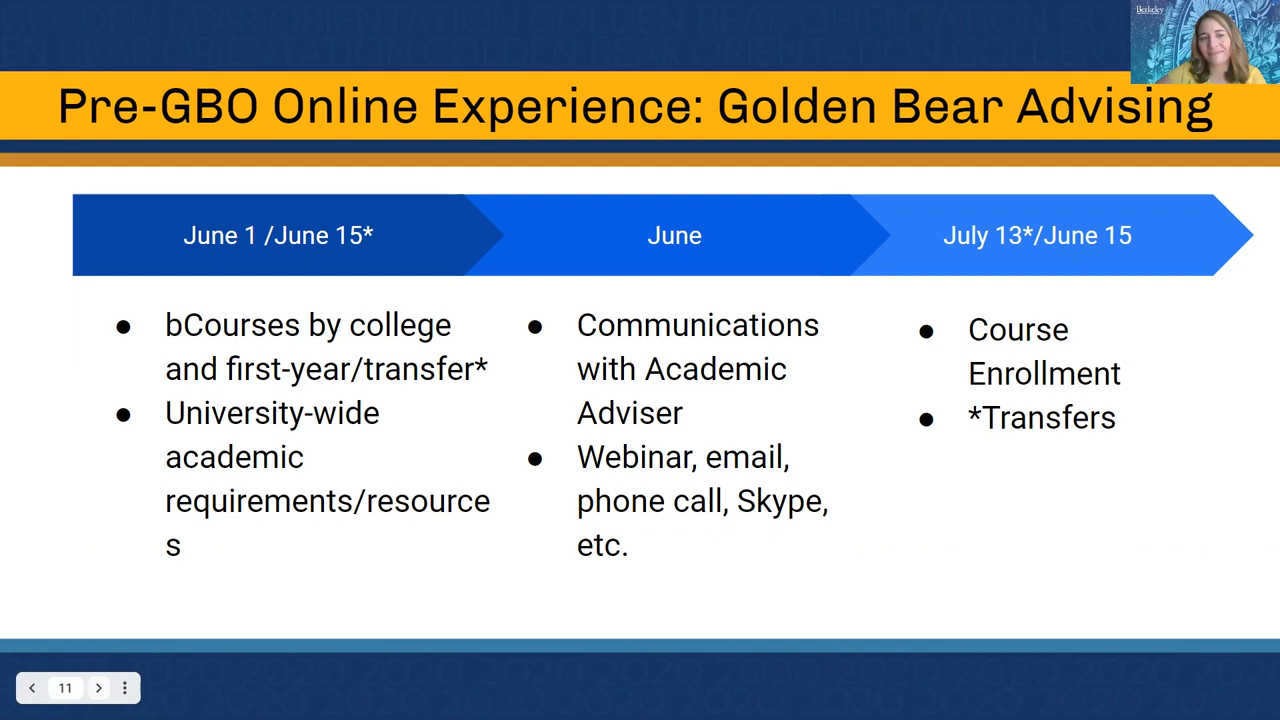 Berkeley
Pre-GBO Online Experience: Golden Bear Advising
June 1 /June 15*
June
July 13*/June 15
● bCourses by college
and first-year/transfer*
● University-wide
academic
requirements/resource
s
● Communications
with Academic
Adviser
● Webinar, email,
phone call, Skype,
etc.
● Course
Enrollment
● *Transfers
11